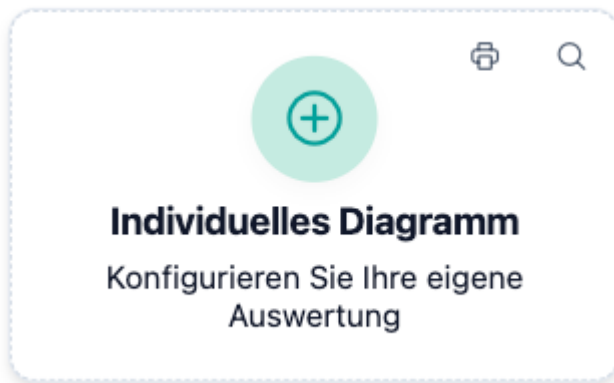 Individuelles Diagramm
Konfigurieren Sie Ihre eigene
Auswertung